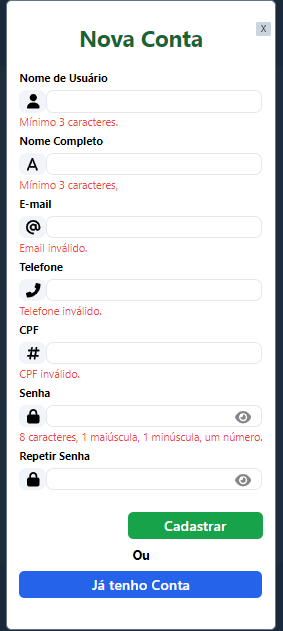 Nova Conta
X
Nome de Usuário
Mínimo 3 caracteres.
Nome Completo
A
Mínimo 3 caracteres,
E-mail
@
Email inválido.
Telefone
Telefone inválido.
CPF
#
CPF inválido.
Senha
8 caracteres, 1 maiúscula, 1 minúscula, um número.
Repetir Senha
Cadastrar
Ou
Já tenho Conta